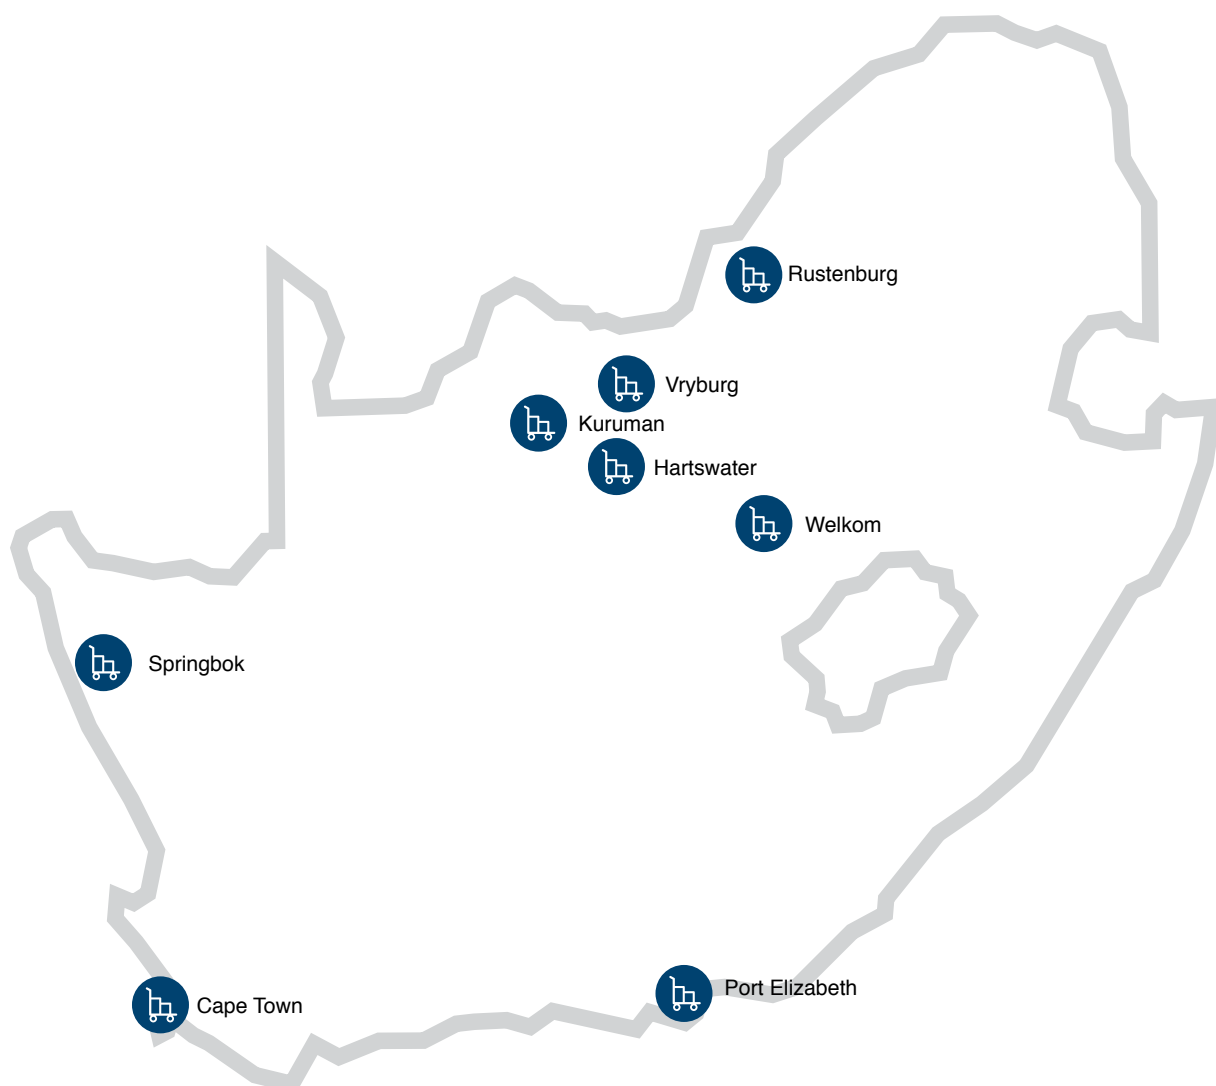 Rustenburg
Vryburg
Kuruman
Hartswater
Welkom
Springbok
Port Elizabeth
Cape Town